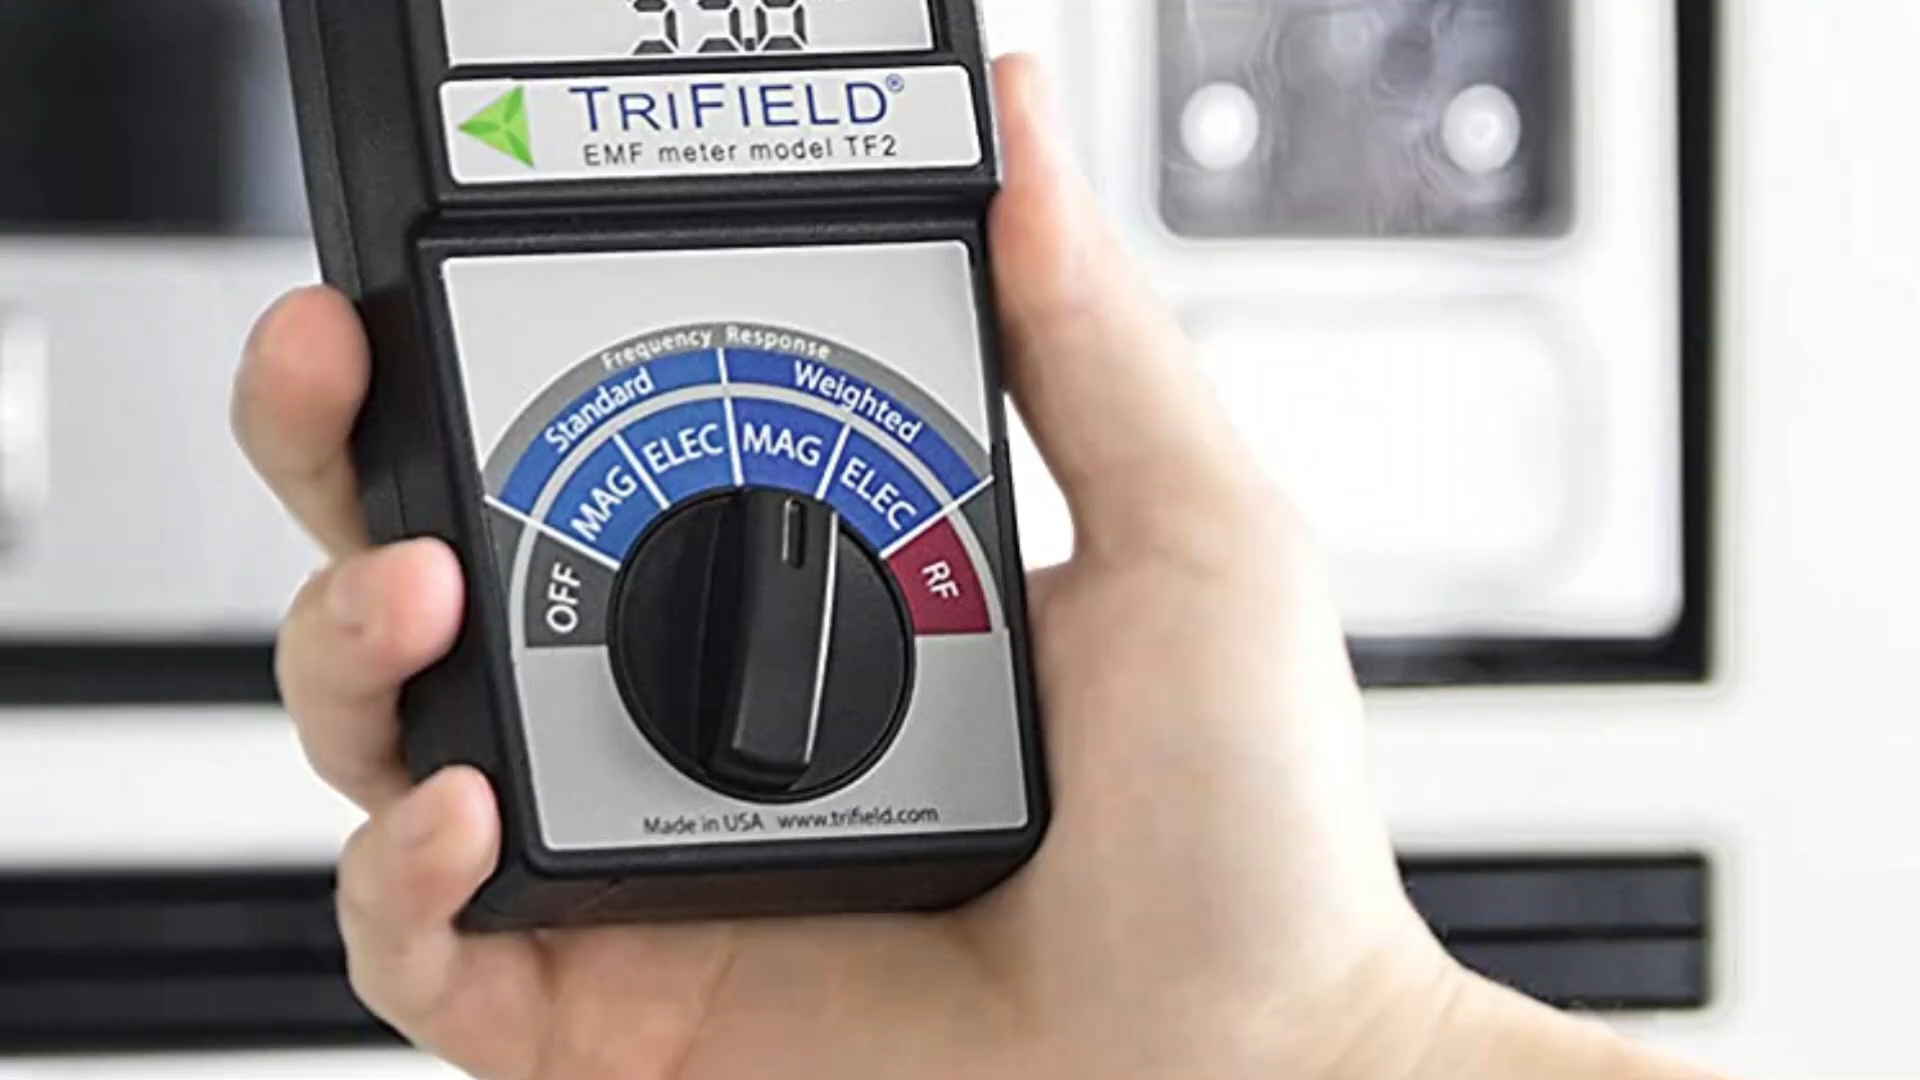 TRIFIELD®
EMF meter model TF2
Frequency Response
Standard Weighted
MAG ELEC MAG ELEC
OFF RF
Made in USA www.trifield.com